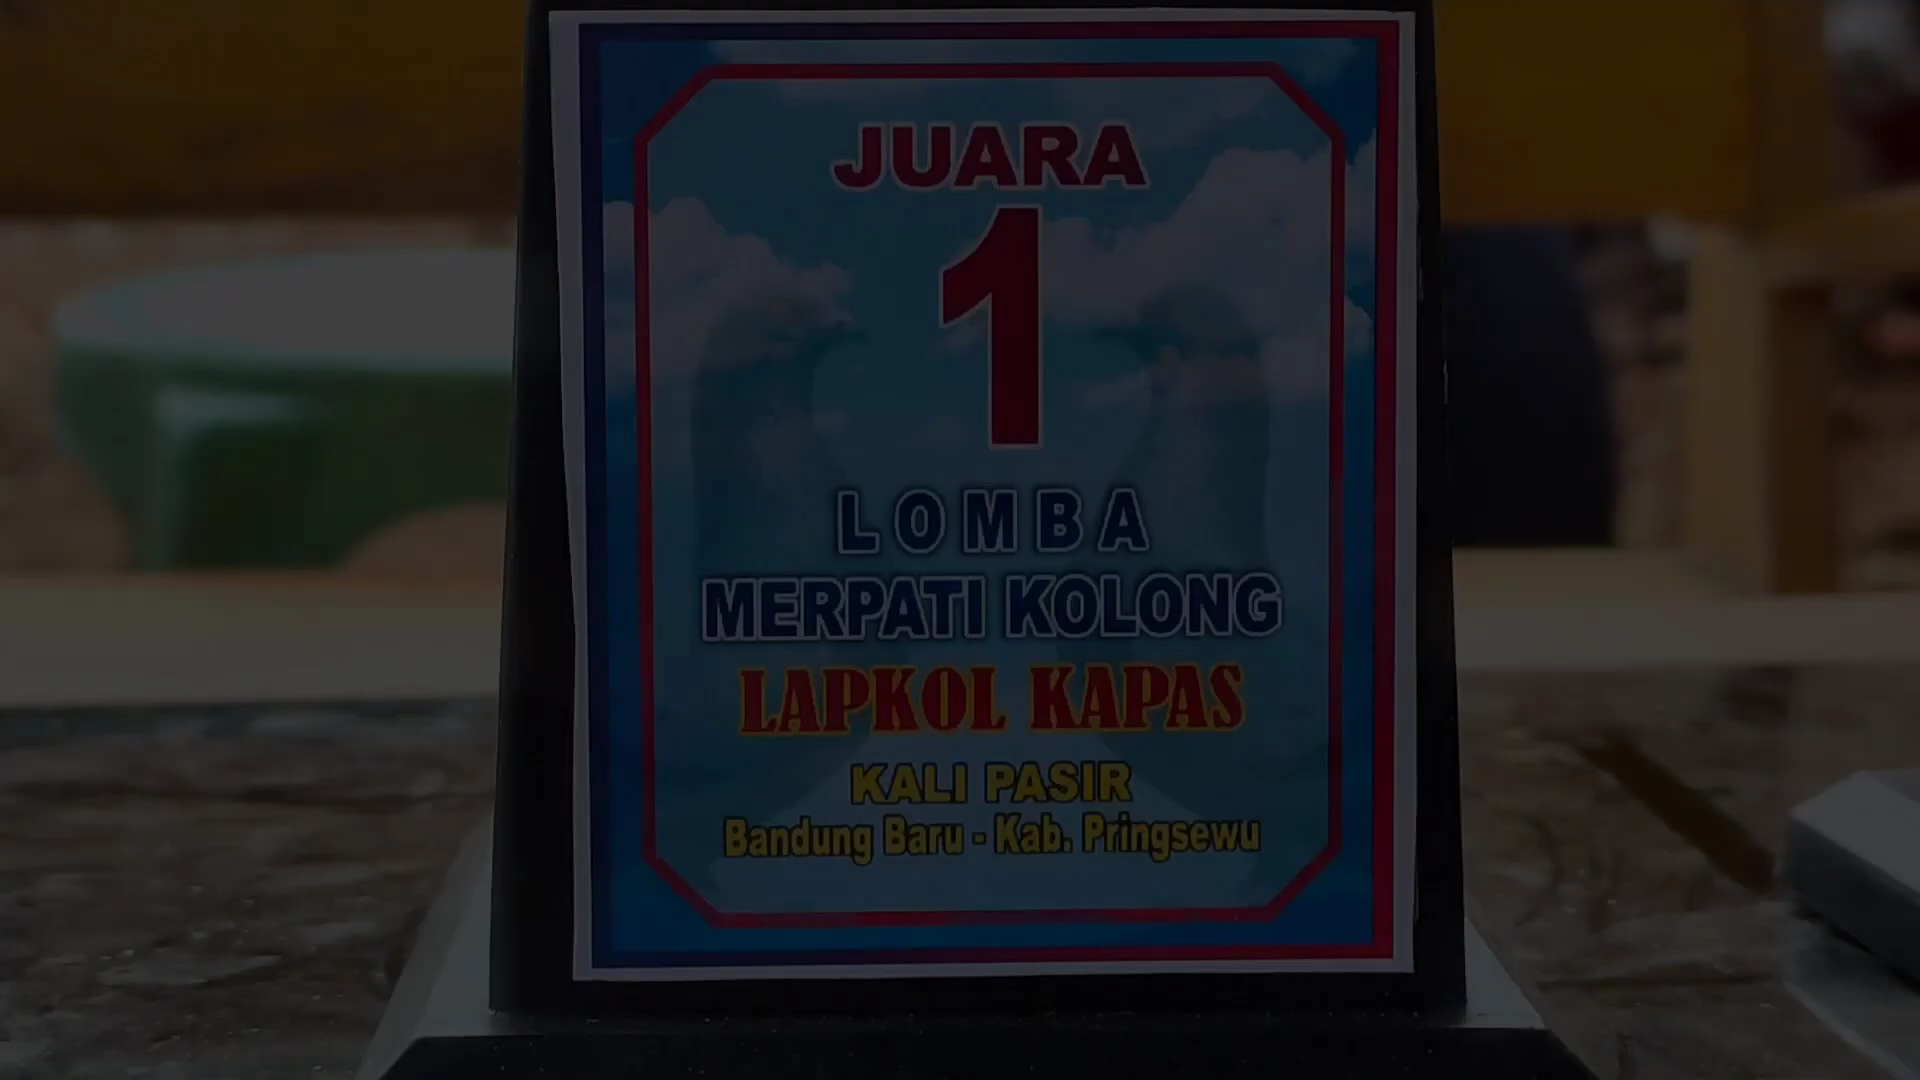 JUARA
1
LOMBA
MERPATI KOLONG
LAPKOL KAPAS
KALI PASIR
Bandung Baru - Kab. Pringsewu